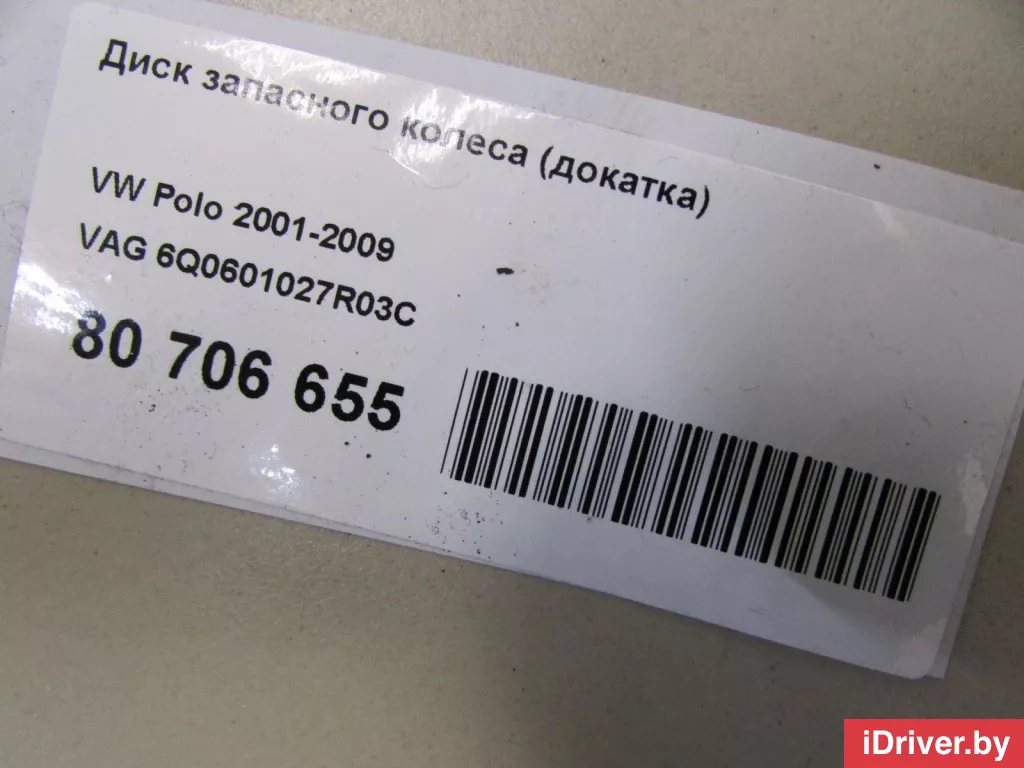 Диск запасного колеса (докатка)
VW Polo 2001-2009
VAG 6Q0601027R03C
80 706 655
iDriver.by